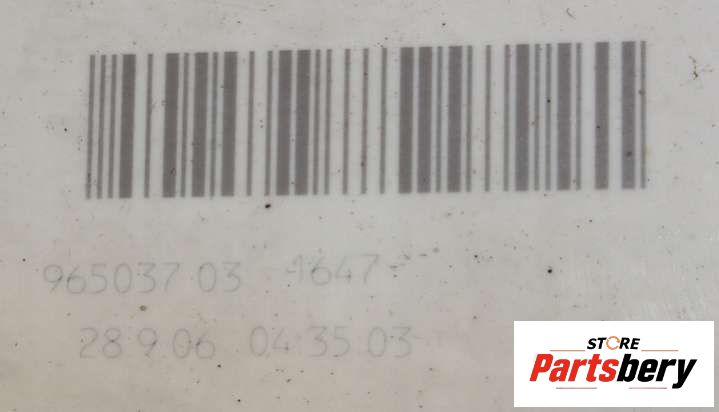 965037 03 1647---
28 9 06 04 35 03
STORE
Partsbery